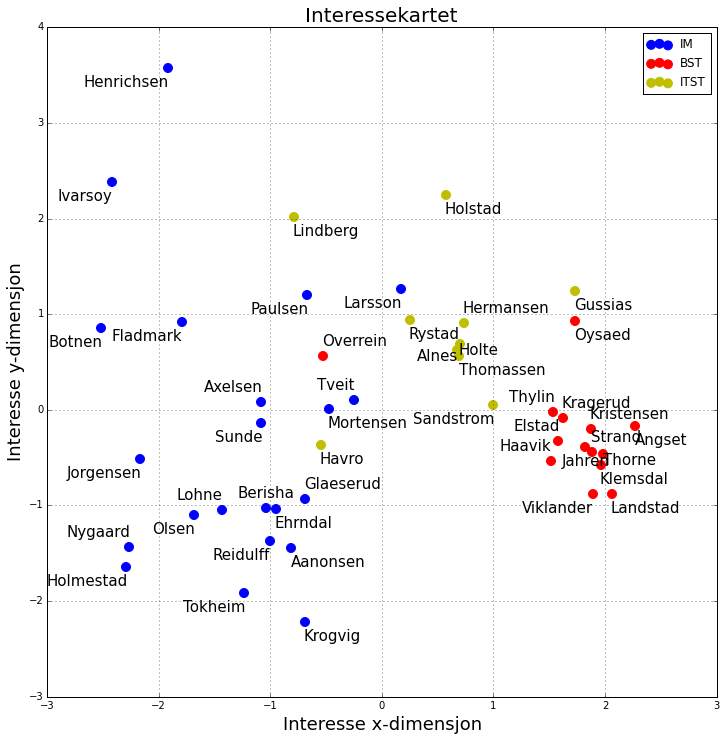 Interessekartet
4
IM
BST
ITST
Henrichsen
3
Ivarsoy
Holstad
2
Lindberg
Gussias
Larsson
Hermansen
Paulsen
1
Rystad
Oysaed
Fladmark
Botnen
Overrein
Holte
Alnes
Thomassen
Axelsen
Tveit
Thylin
Kragerud
0
Kristensen
Sandstrom
Mortensen
Elstad
Sunde
Strand
Angset
Haavik
Havro
Jahren
Thorne
Jorgensen
Klemsdal
Glaeserud
Lohne
Berisha
Viklander
Landstad
−1
Ehrndal
Olsen
Nygaard
Reidulff
Aanonsen
Holmestad
−2
Tokheim
Krogvig
−3
−3
−2
−1
0
1
2
3
Interesse x-dimensjon
Interesse y-dimensjon